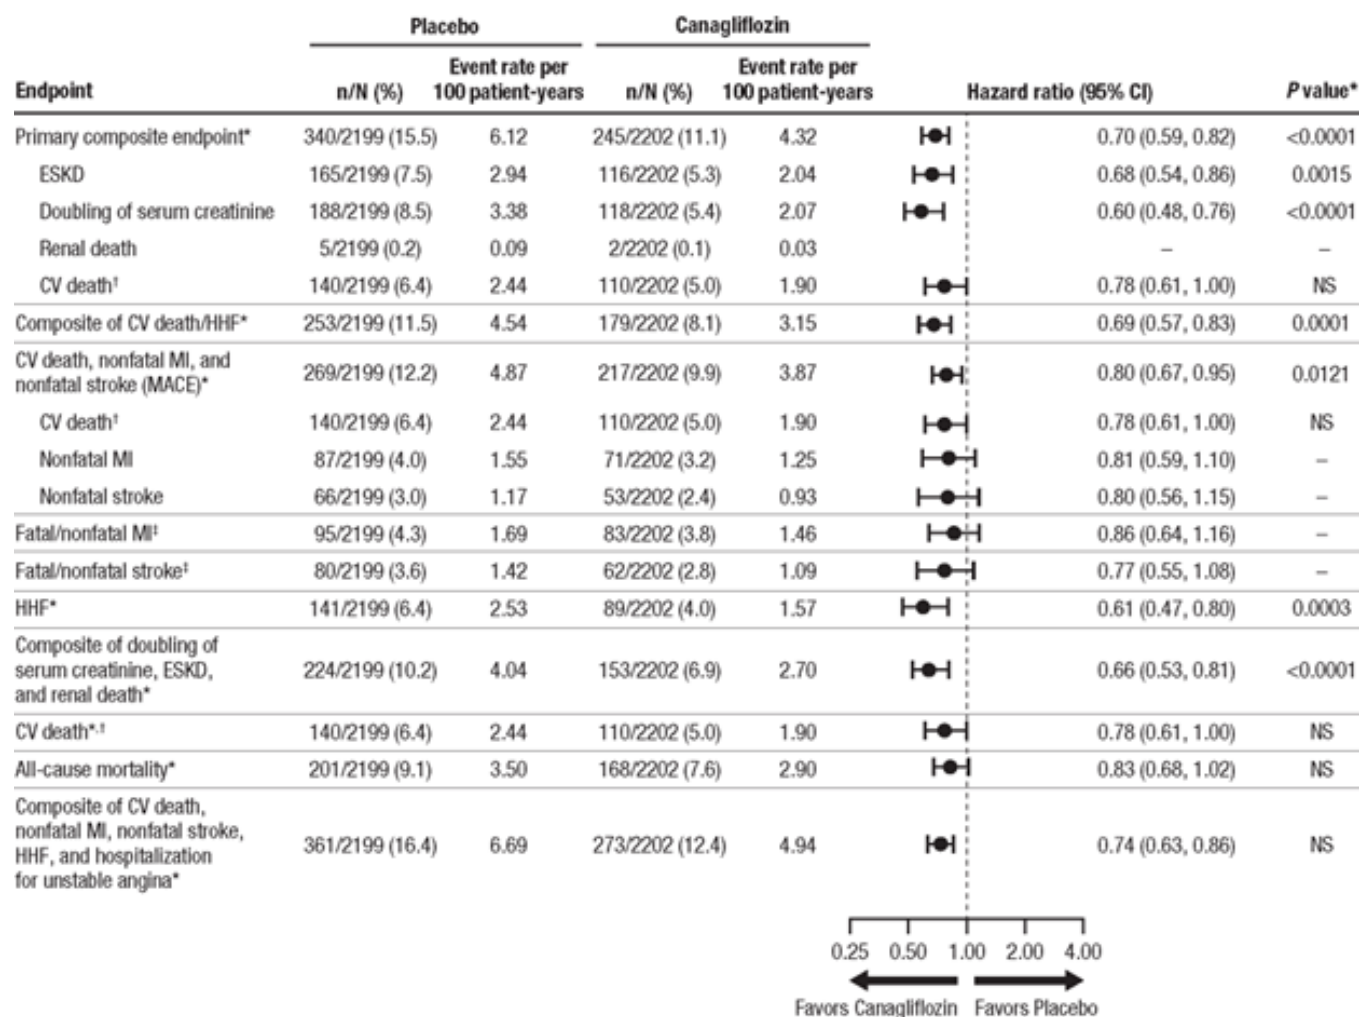 Placebo Canagliflozin
Event rate per Event rate per
Endpoint n/N (%) 100 patient-years n/N (%) 100 patient-years Hazard ratio (95% CI) P value*
Primary composite endpoint* 340/2199 (15.5) 6.12 245/2202 (11.1) 4.32 0.70 (0.59, 0.82) <0.0001
ESKD 165/2199 (7.5) 2.94 116/2202 (5.3) 2.04 0.68 (0.54, 0.86) 0.0015
Doubling of serum creatinine 188/2199 (8.5) 3.38 118/2202 (5.4) 2.07 0.60 (0.48, 0.76) <0.0001
Renal death 5/2199 (0.2) 0.09 2/2202 (0.1) 0.03 – –
CV death† 140/2199 (6.4) 2.44 110/2202 (5.0) 1.90 0.78 (0.61, 1.00) NS
Composite of CV death/HHF* 253/2199 (11.5) 4.54 179/2202 (8.1) 3.15 0.69 (0.57, 0.83) 0.0001
CV death, nonfatal MI, and
nonfatal stroke (MACE)* 269/2199 (12.2) 4.87 217/2202 (9.9) 3.87 0.80 (0.67, 0.95) 0.0121
CV death† 140/2199 (6.4) 2.44 110/2202 (5.0) 1.90 0.78 (0.61, 1.00) NS
Nonfatal MI 87/2199 (4.0) 1.55 71/2202 (3.2) 1.25 0.81 (0.59, 1.10) –
Nonfatal stroke 66/2199 (3.0) 1.17 53/2202 (2.4) 0.93 0.80 (0.56, 1.15) –
Fatal/nonfatal MI‡ 95/2199 (4.3) 1.69 83/2202 (3.8) 1.46 0.86 (0.64, 1.16) –
Fatal/nonfatal stroke‡ 80/2199 (3.6) 1.42 62/2202 (2.8) 1.09 0.77 (0.55, 1.08) –
HHF* 141/2199 (6.4) 2.53 89/2202 (4.0) 1.57 0.61 (0.47, 0.80) 0.0003
Composite of doubling of
serum creatinine, ESKD, 224/2199 (10.2) 4.04 153/2202 (6.9) 2.70 0.66 (0.53, 0.81) <0.0001
and renal death*
CV death*,† 140/2199 (6.4) 2.44 110/2202 (5.0) 1.90 0.78 (0.61, 1.00) NS
All-cause mortality* 201/2199 (9.1) 3.50 168/2202 (7.6) 2.90 0.83 (0.68, 1.02) NS
Composite of CV death,
nonfatal MI, nonfatal stroke, 361/2199 (16.4) 6.69 273/2202 (12.4) 4.94 0.74 (0.63, 0.86) NS
HHF, and hospitalization
for unstable angina*
0.25 0.50 1.00 2.00 4.00
Favors Canagliflozin Favors Placebo